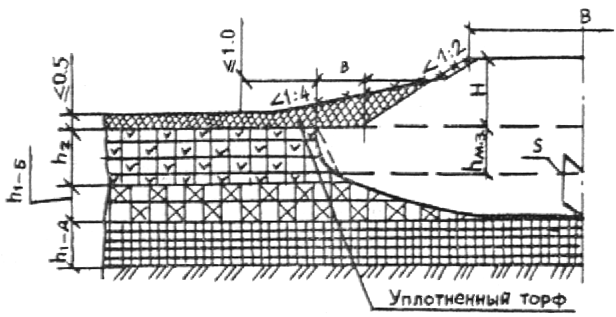 В
≤1.0
в
<1:2
≤0.5
<1:4
Н
h₂
hм.з
S
h₁₋Б
h₁₋А
Уплотненный торф